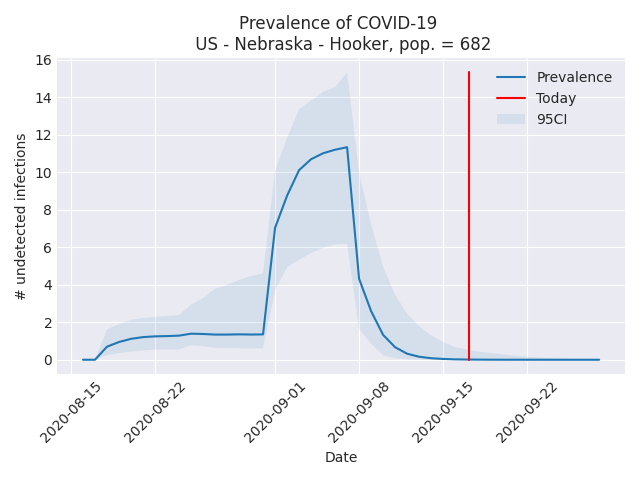 Prevalence of COVID-19
US - Nebraska - Hooker, pop. = 682
16
14
12
10
8
6
4
2
0
# undetected infections
Prevalence
Today
95CI
2020-08-15
2020-08-22
2020-09-01
2020-09-08
2020-09-15
2020-09-22
Date